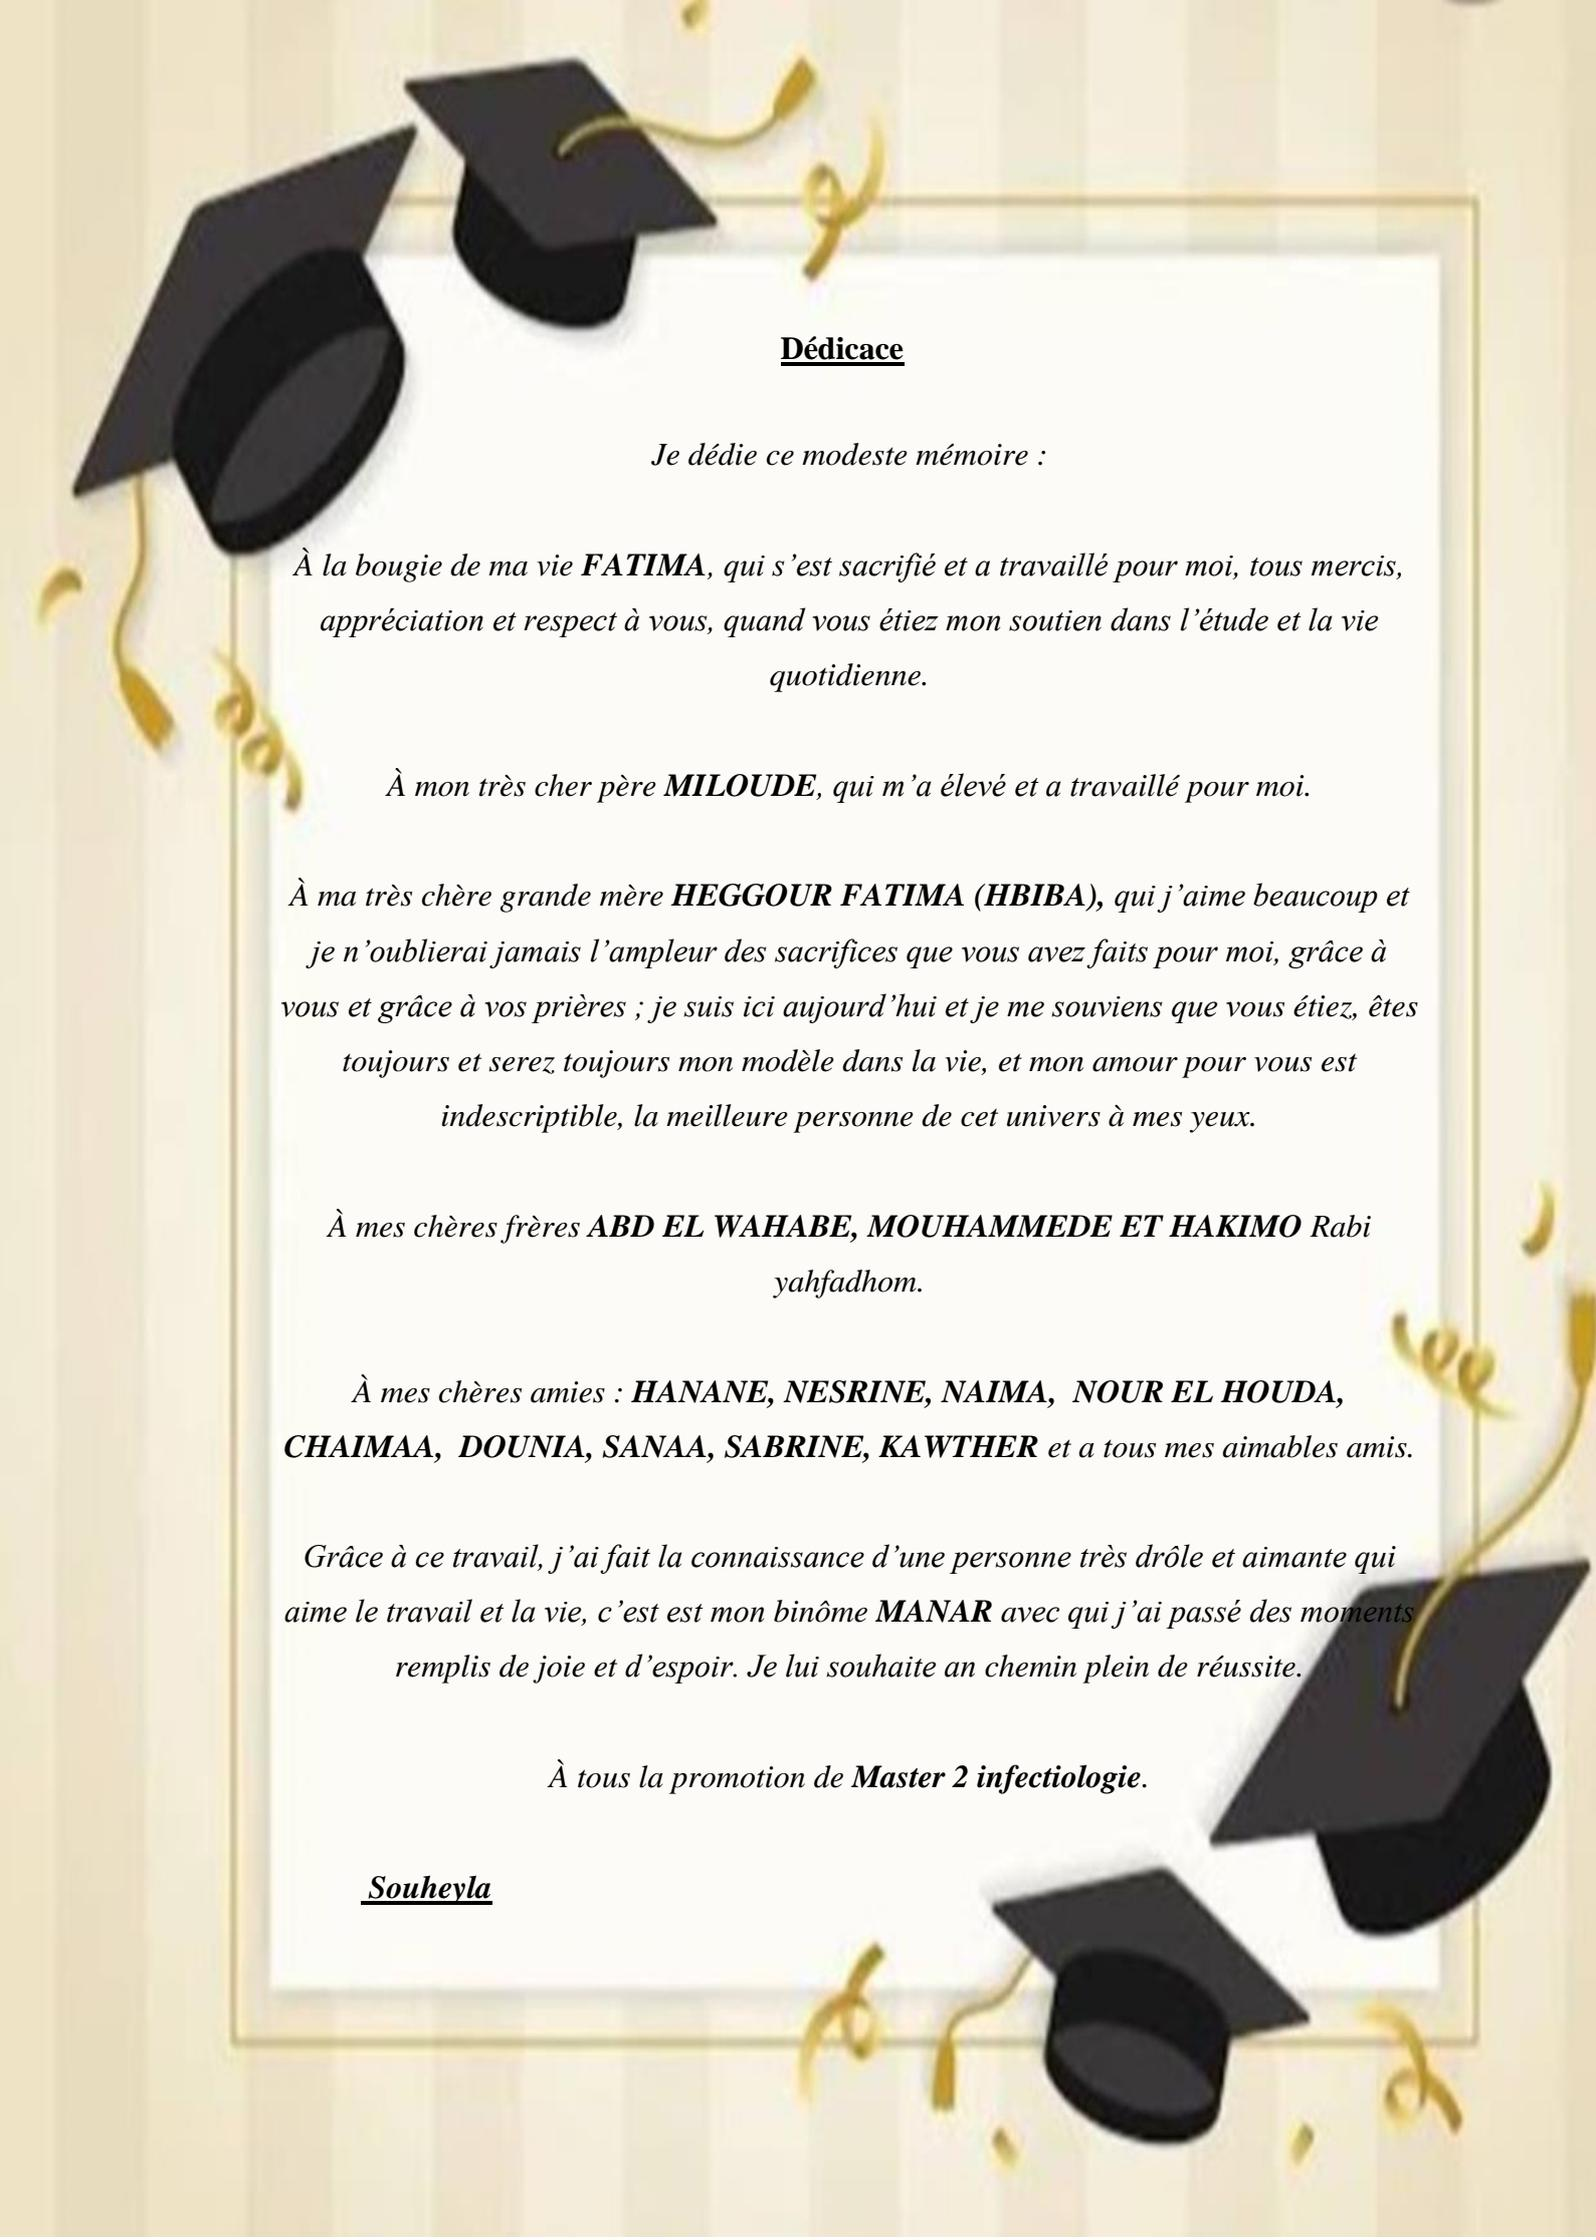 Dédicace
Je dédie ce modeste mémoire :
À la bougie de ma vie FATIMA, qui s’est sacrifié et a travaillé pour moi, tous mercis,
appréciation et respect à vous, quand vous étiez mon soutien dans l’étude et la vie
quotidienne.
À mon très cher père MILOUDE, qui m’a élevé et a travaillé pour moi.
À ma très chère grande mère HEGGOUR FATIMA (HBIBA), qui j’aime beaucoup et
je n’oublierai jamais l’ampleur des sacrifices que vous avez faits pour moi, grâce à
vous et grâce à vos prières ; je suis ici aujourd’hui et je me souviens que vous étiez, êtes
toujours et serez toujours mon modèle dans la vie, et mon amour pour vous est
indescriptible, la meilleure personne de cet univers à mes yeux.
À mes chères frères ABD EL WAHABE, MOUHAMMEDE ET HAKIMO Rabi
yahfadhom.
À mes chères amies : HANANE, NESRINE, NAIMA, NOUR EL HOUDA,
CHAIMAA, DOUNIA, SANAA, SABRINE, KAWTHER et a tous mes aimables amis.
Grâce à ce travail, j’ai fait la connaissance d’une personne très drôle et aimante qui
aime le travail et la vie, c’est est mon binôme MANAR avec qui j’ai passé des moments
remplis de joie et d’espoir. Je lui souhaite an chemin plein de réussite.
À tous la promotion de Master 2 infectiologie.
Souheyla